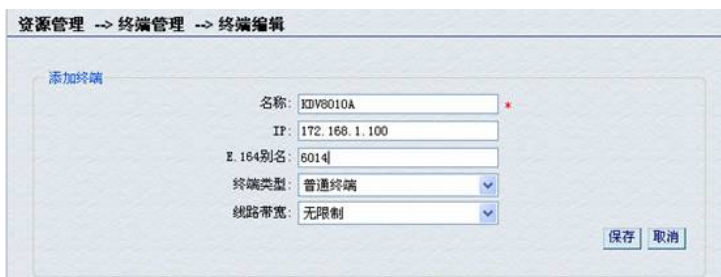 资源管理 --> 终端管理 --> 终端编辑
添加终端
名称: KDV8010A *
IP: 172.168.1.100
E.164别名: 6014
终端类型: 普通终端
线路带宽: 无限制
保存 取消